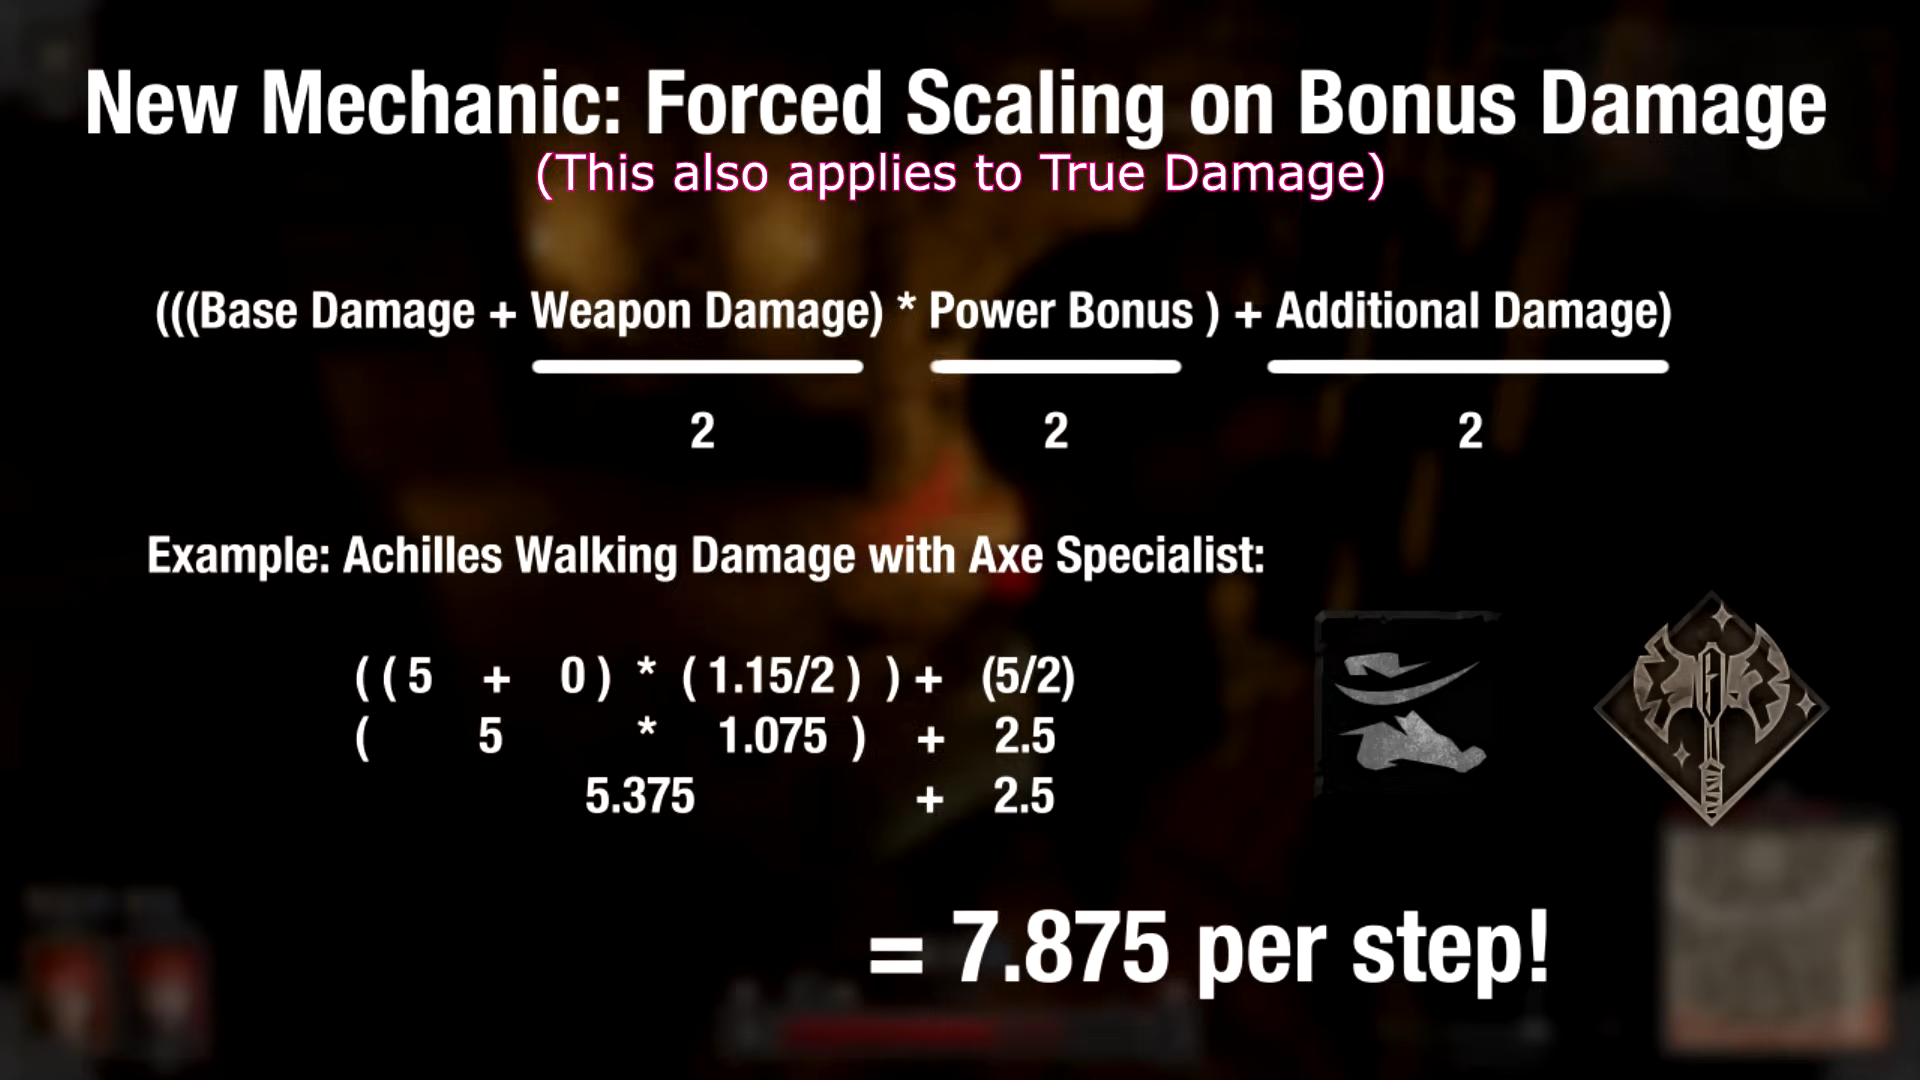 New Mechanic: Forced Scaling on Bonus Damage
(This also applies to True Damage)
(((Base Damage + Weapon Damage) * Power Bonus ) + Additional Damage)
2 2 2
Example: Achilles Walking Damage with Axe Specialist:
( ( 5 + 0 ) * ( 1.15/2 ) ) + (5/2)
( 5 * 1.075 ) + 2.5
5.375 + 2.5
= 7.875 per step!